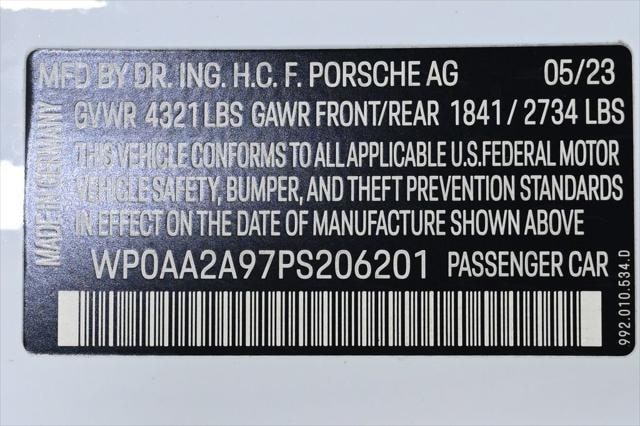 MFD BY DR. ING. H.C. F. PORSCHE AG 05/23
GVWR 4321LBS GAWR FRONT/REAR 1841 / 2734 LBS
THIS VEHICLE CONFORMS TO ALL APPLICABLE U.S.FEDERAL MOTOR
VEHICLE SAFETY, BUMPER, AND THEFT PREVENTION STANDARDS
IN EFFECT ON THE DATE OF MANUFACTURE SHOWN ABOVE
WP0AA2A97PS206201 PASSENGER CAR
MADE IN GERMANY
992.010.534.D